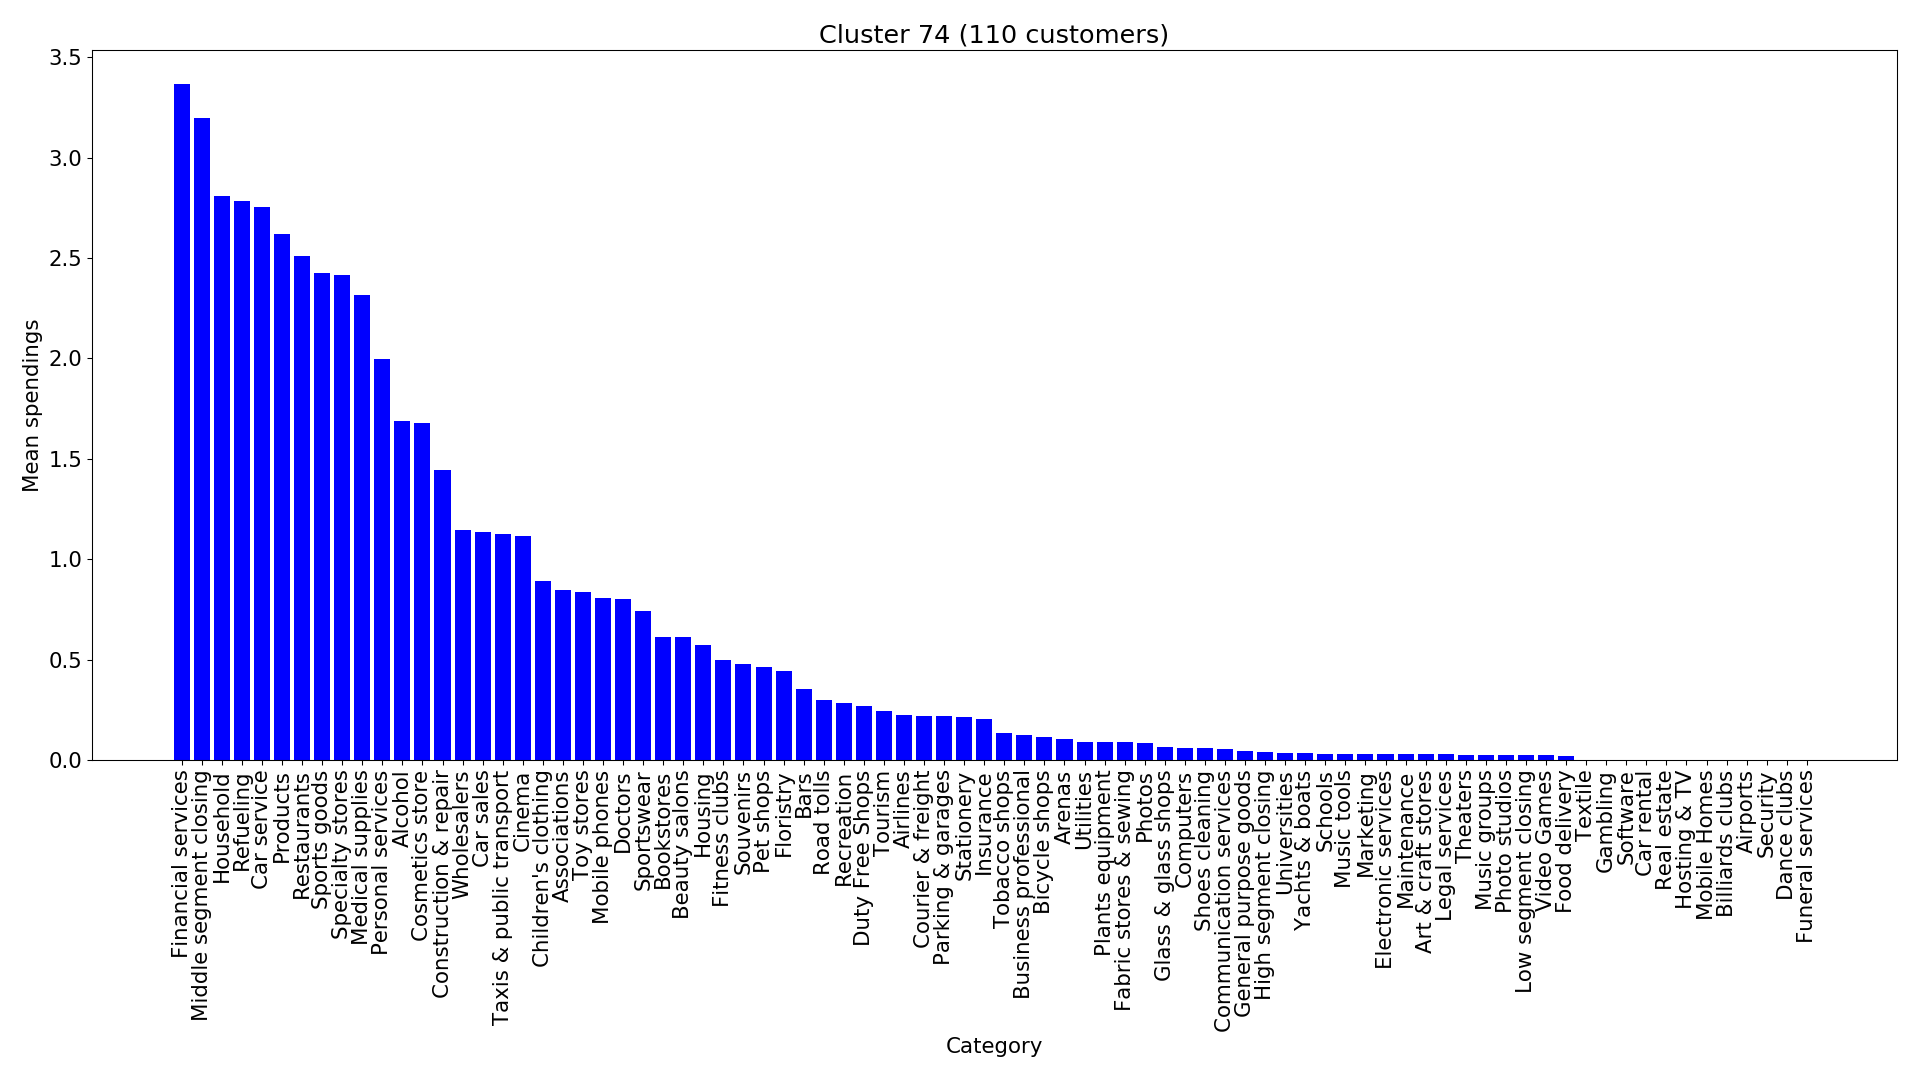 Cluster 74 (110 customers)
3.5
3.0
2.5
2.0
1.5
1.0
0.5
0.0
Mean spendings
Financial services
Middle segment closing
Household
Refueling
Car service
Products
Restaurants
Sports goods
Specialty stores
Medical supplies
Personal services
Alcohol
Cosmetics store
Construction & repair
Wholesalers
Car sales
Taxis & public transport
Cinema
Children's clothing
Associations
Toy stores
Mobile phones
Doctors
Sportswear
Bookstores
Beauty salons
Housing
Fitness clubs
Souvenirs
Pet shops
Floristry
Bars
Road tolls
Recreation
Duty Free Shops
Tourism
Airlines
Courier & freight
Parking & garages
Stationery
Insurance
Tobacco shops
Business professional
Bicycle shops
Arenas
Utilities
Plants equipment
Fabric stores & sewing
Photos
Glass & glass shops
Computers
Shoes cleaning
Communication services
General purpose goods
High segment closing
Universities
Yachts & boats
Schools
Music tools
Marketing
Electronic services
Maintenance
Art & craft stores
Legal services
Theaters
Music groups
Photo studios
Low segment closing
Video Games
Food delivery
Textile
Gambling
Software
Car rental
Real estate
Hosting & TV
Mobile Homes
Billiards clubs
Airports
Security
Dance clubs
Funeral services
Category